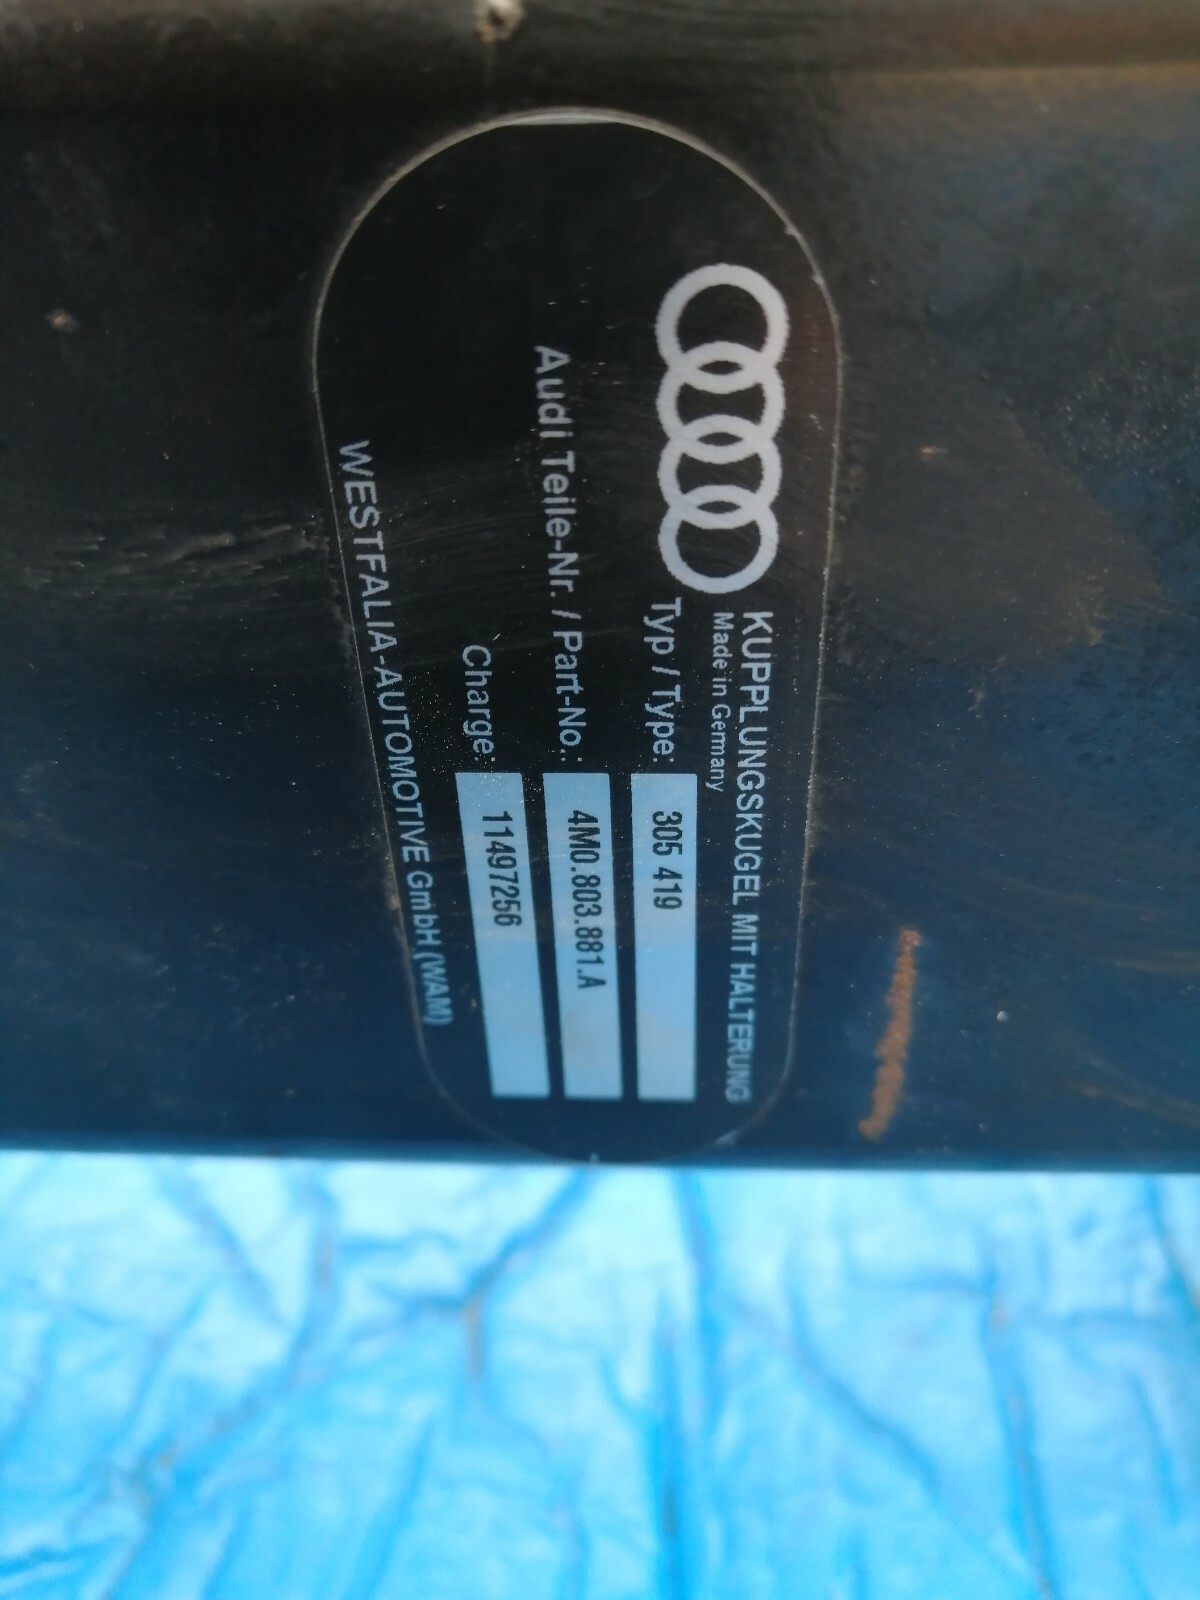 KUPPLUNGSKUGEL MIT HALTERUNG
Made in Germany
Typ / Type: 305 419
Audi Teile-Nr. / Part-No.: 4M0.803.881.A
Charge: 11497256
WESTFALIA-AUTOMOTIVE GmbH (WAM)